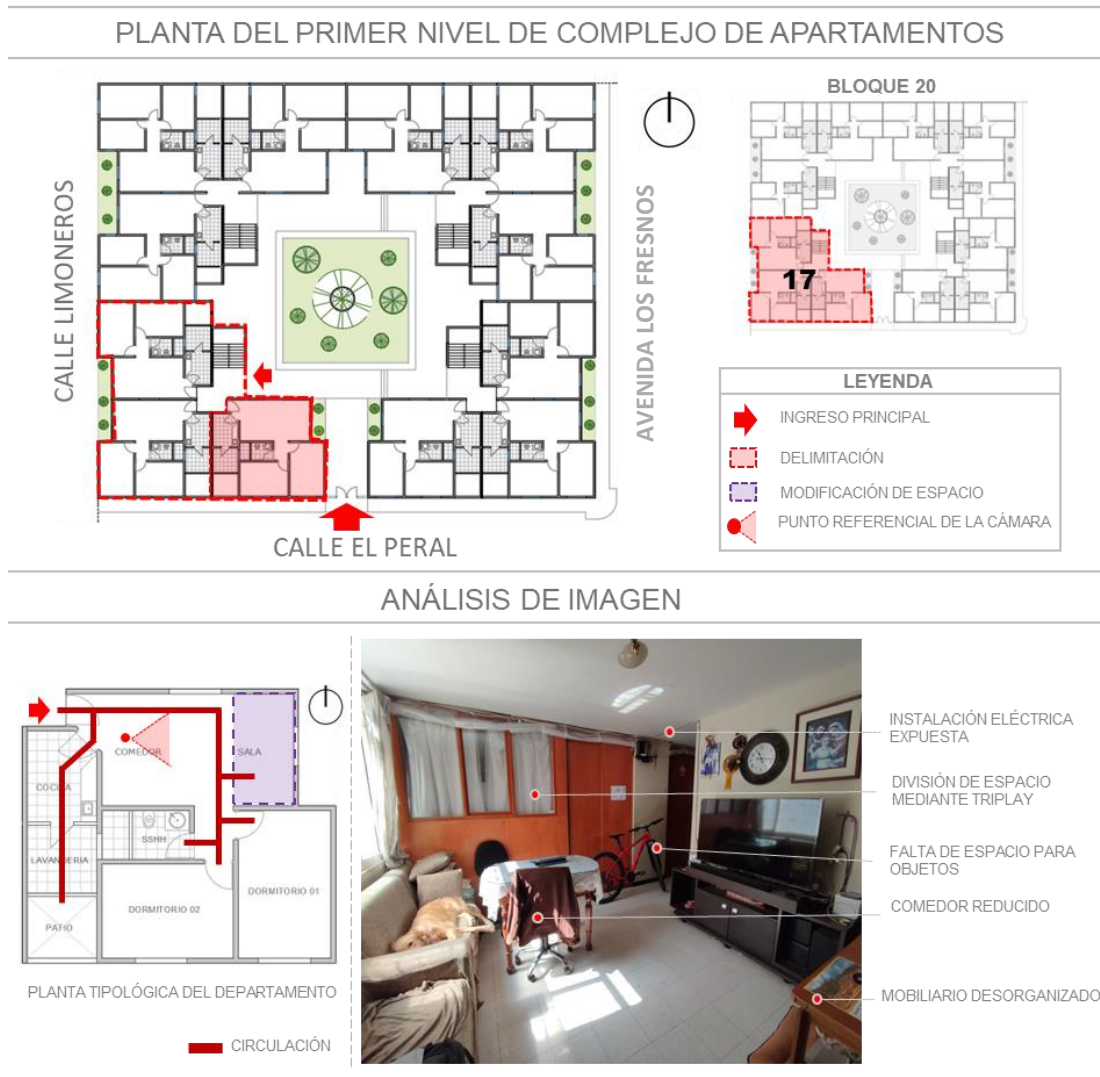 PLANTA DEL PRIMER NIVEL DE COMPLEJO DE APARTAMENTOS
BLOQUE 20
CALLE LIMONEROS
AVENIDA LOS FRESNOS
17
CALLE EL PERAL
LEYENDA
INGRESO PRINCIPAL
DELIMITACIÓN
MODIFICACIÓN DE ESPACIO
PUNTO REFERENCIAL DE LA CÁMARA
ANÁLISIS DE IMAGEN
COMEDOR
SALA
COCINA
SSHH
LAVANDERIA
DORMITORIO 01
DORMITORIO 02
PATIO
PLANTA TIPOLÓGICA DEL DEPARTAMENTO
CIRCULACIÓN
INSTALACIÓN ELÉCTRICA
EXPUESTA
DIVISIÓN DE ESPACIO
MEDIANTE TRIPLAY
FALTA DE ESPACIO PARA
OBJETOS
COMEDOR REDUCIDO
MOBILIARIO DESORGANIZADO